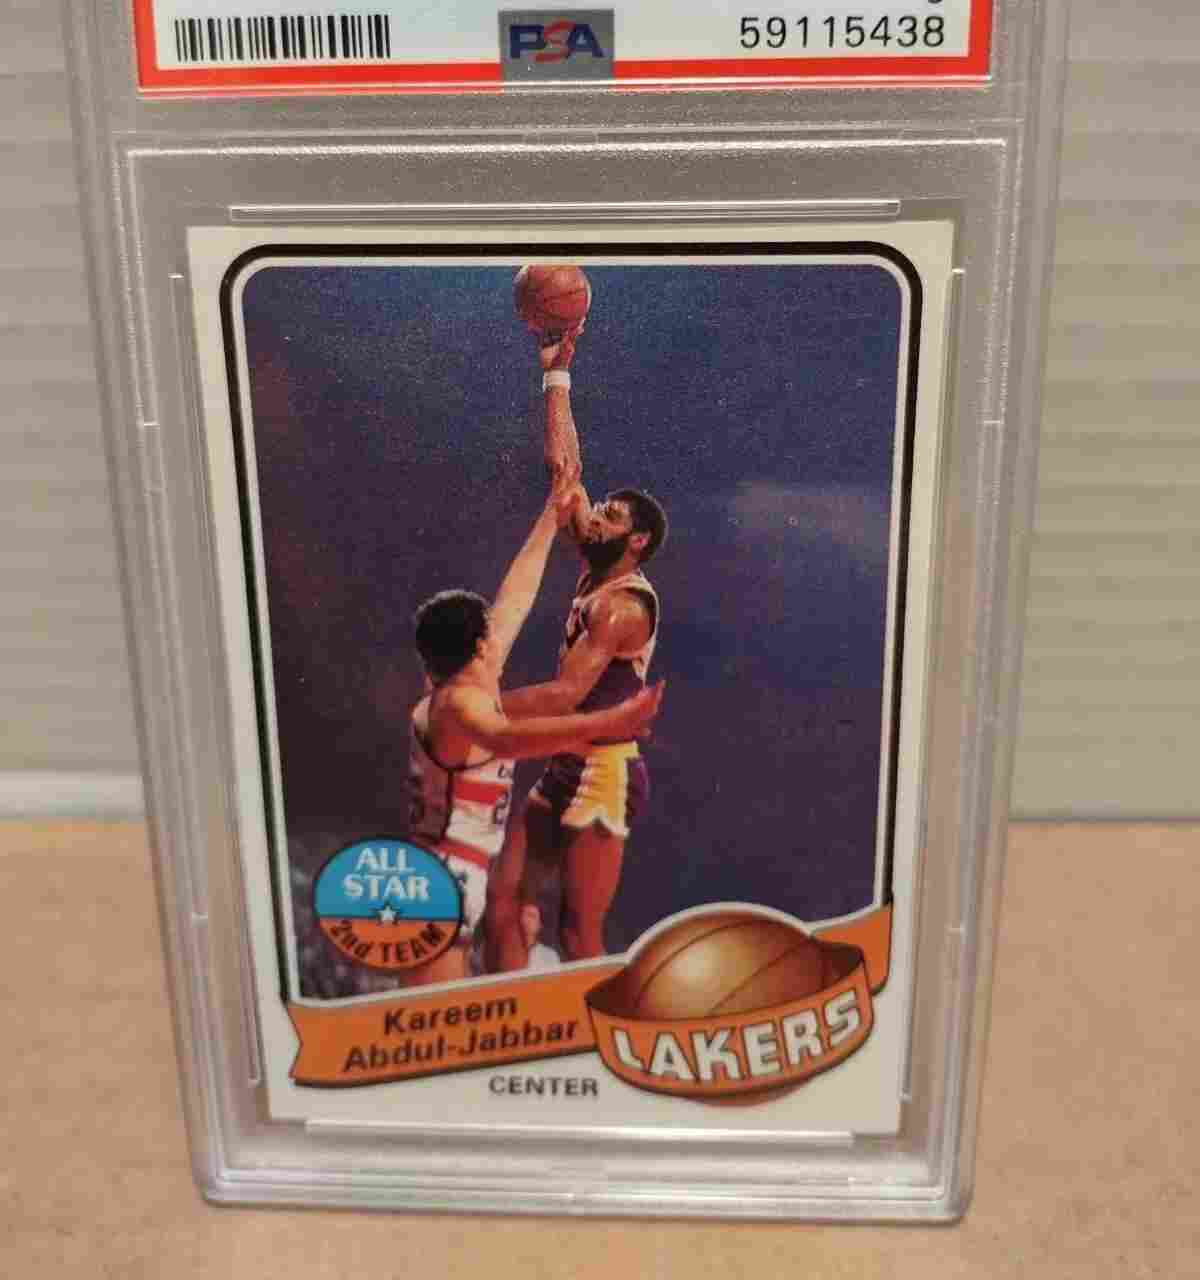 PSA
59115438
ALL
STAR
2nd TEAM
Kareem
Abdul-Jabbar
CENTER
LAKERS